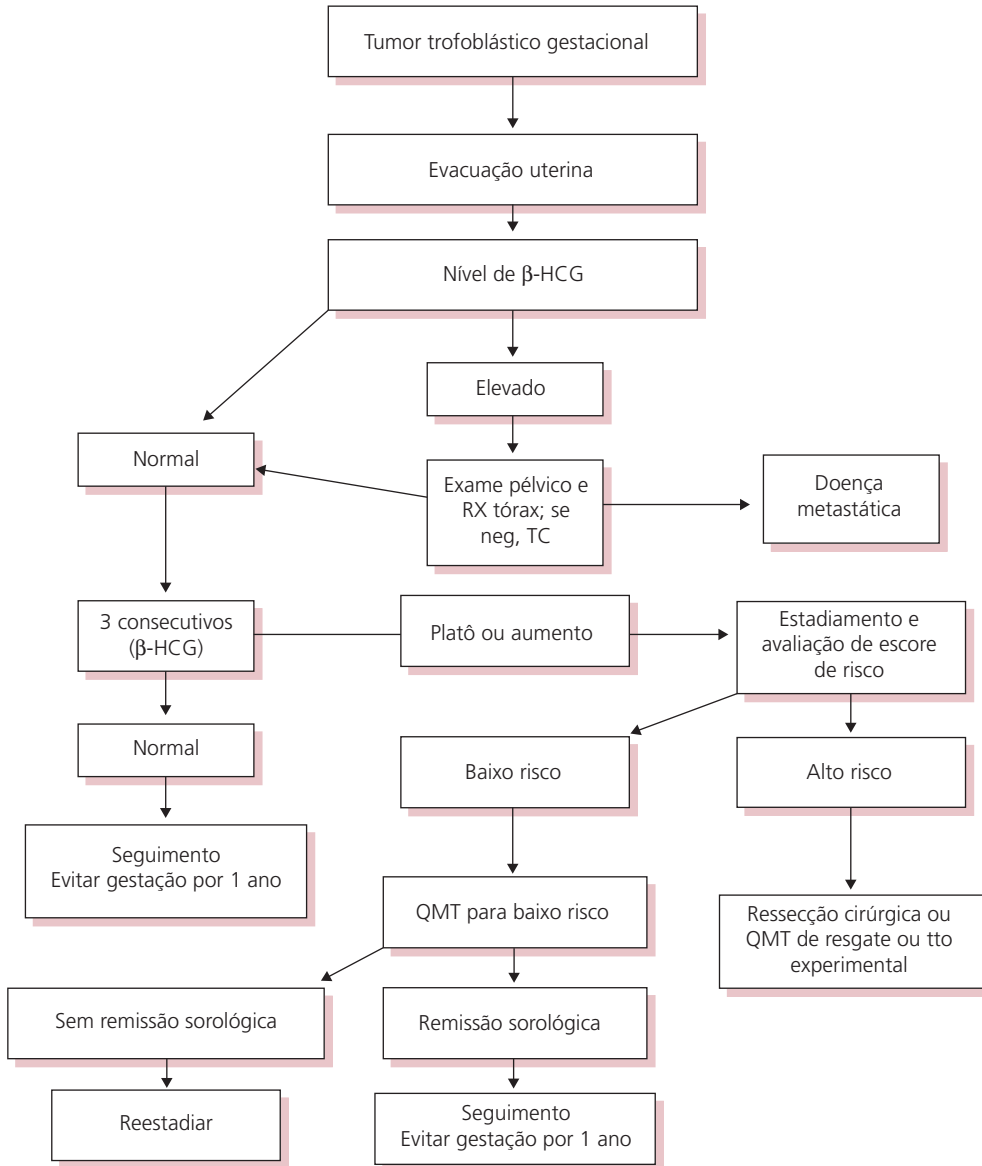 Tumor trofoblástico gestacional
Evacuação uterina
Nível de β-HCG
Elevado
Normal
Exame pélvico e
RX tórax; se
neg, TC
Doença
metastática
3 consecutivos
(β-HCG)
Platô ou aumento
Estadiamento e
avaliação de escore
de risco
Normal
Baixo risco
Alto risco
Seguimento
Evitar gestação por 1 ano
QMT para baixo risco
Ressecção cirúrgica ou
QMT de resgate ou tto
experimental
Sem remissão sorológica
Remissão sorológica
Reestadiar
Seguimento
Evitar gestação por 1 ano